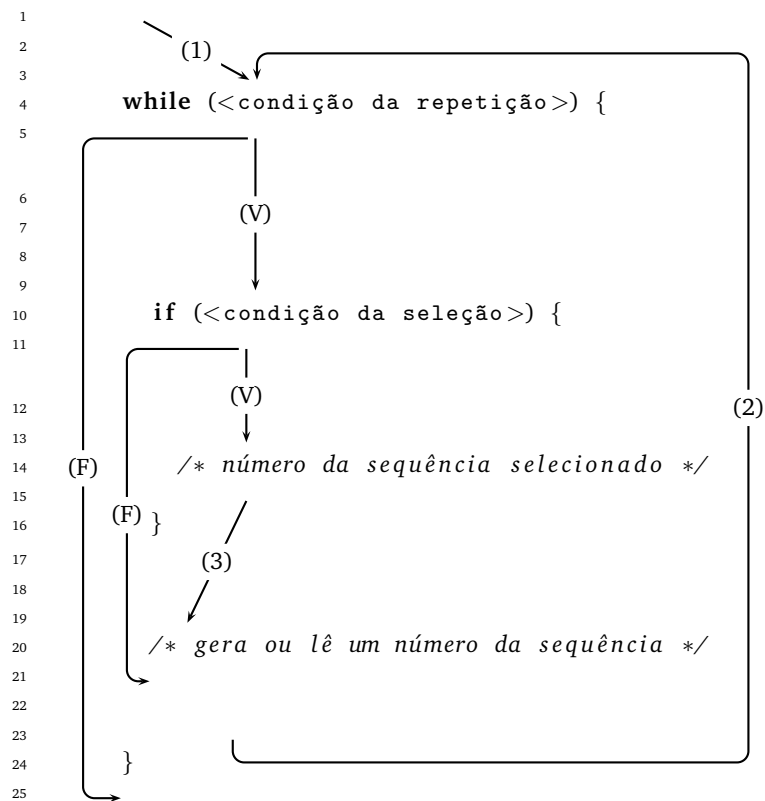 1
2 (1)
3
4 while (<condição da repetição>) {
5
6
7 (V)
8
9
10 if (<condição da seleção>) {
11
12 (V) (2)
13
14 (F) /* número da sequência selecionado */
15
16 (F) }
17 (3)
18
19
20 /* gera ou lê um número da sequência */
21
22
23
24 }
25